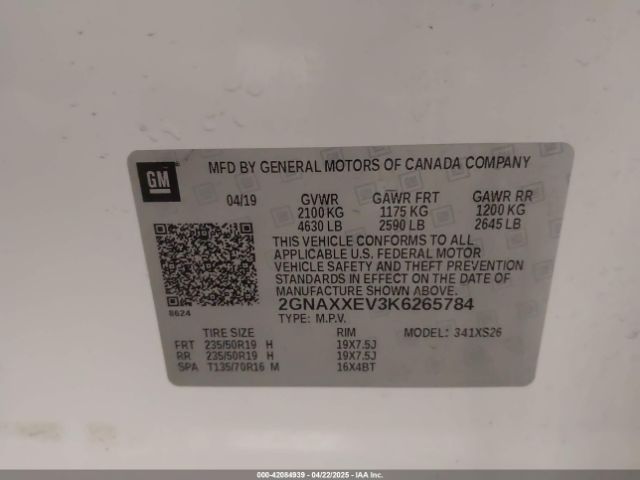 GM
MFD BY GENERAL MOTORS OF CANADA COMPANY
04/19 GVWR GAWR FRT GAWR RR
2100 KG 1175 KG 1200 KG
4630 LB 2590 LB 2645 LB
THIS VEHICLE CONFORMS TO ALL
APPLICABLE U.S. FEDERAL MOTOR
VEHICLE SAFETY AND THEFT PREVENTION
STANDARDS IN EFFECT ON THE DATE OF
MANUFACTURE SHOWN ABOVE.
2GNAXXEV3K6265784
8624
TYPE: M.P.V.
TIRE SIZE RIM MODEL: 341XS26
FRT 235/50R19 H 19X7.5J
RR 235/50R19 H 19X7.5J
SPA T135/70R16 M 16X4BT
000-42084939 - 04/22/2025 - IAA, Inc.